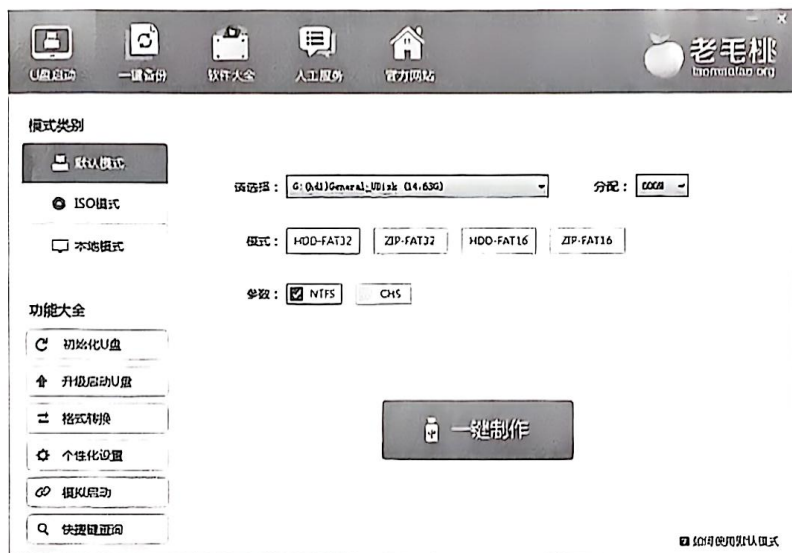 U盘启动 一键备份 软件大全 人工服务 官方网站
老毛桃
laomaotao.org
模式类别
默认模式
ISO模式
本地模式
请选择： G:(hd1)General_UDisk (14.63G) 分配：
模式： HDD-FAT32 ZIP-FAT32 HDD-FAT16 ZIP-FAT16
参数： NTFS CHS
功能大全
初始化U盘
升级启动U盘
格式转换
个性化设置
模拟启动
快捷键查询
一键制作
如何使用默认模式